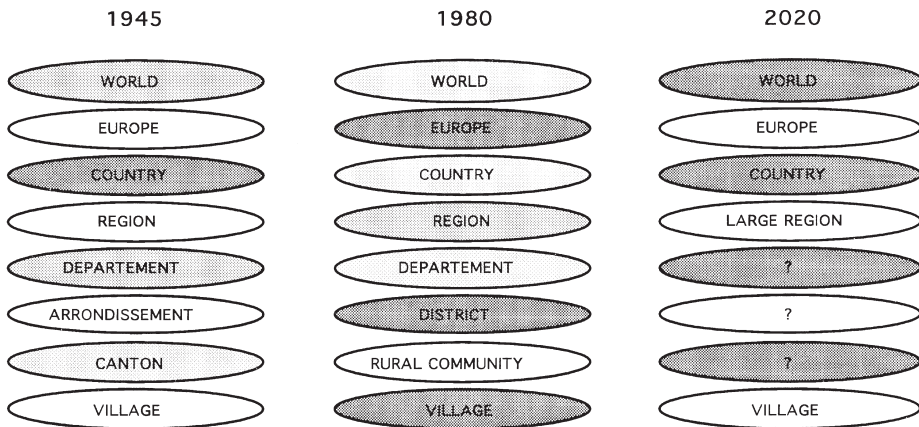 1945 1980 2020
WORLD WORLD WORLD
EUROPE EUROPE EUROPE
COUNTRY COUNTRY COUNTRY
REGION REGION LARGE REGION
DEPARTEMENT DEPARTEMENT ?
ARRONDISSEMENT DISTRICT ?
CANTON RURAL COMMUNITY ?
VILLAGE VILLAGE VILLAGE